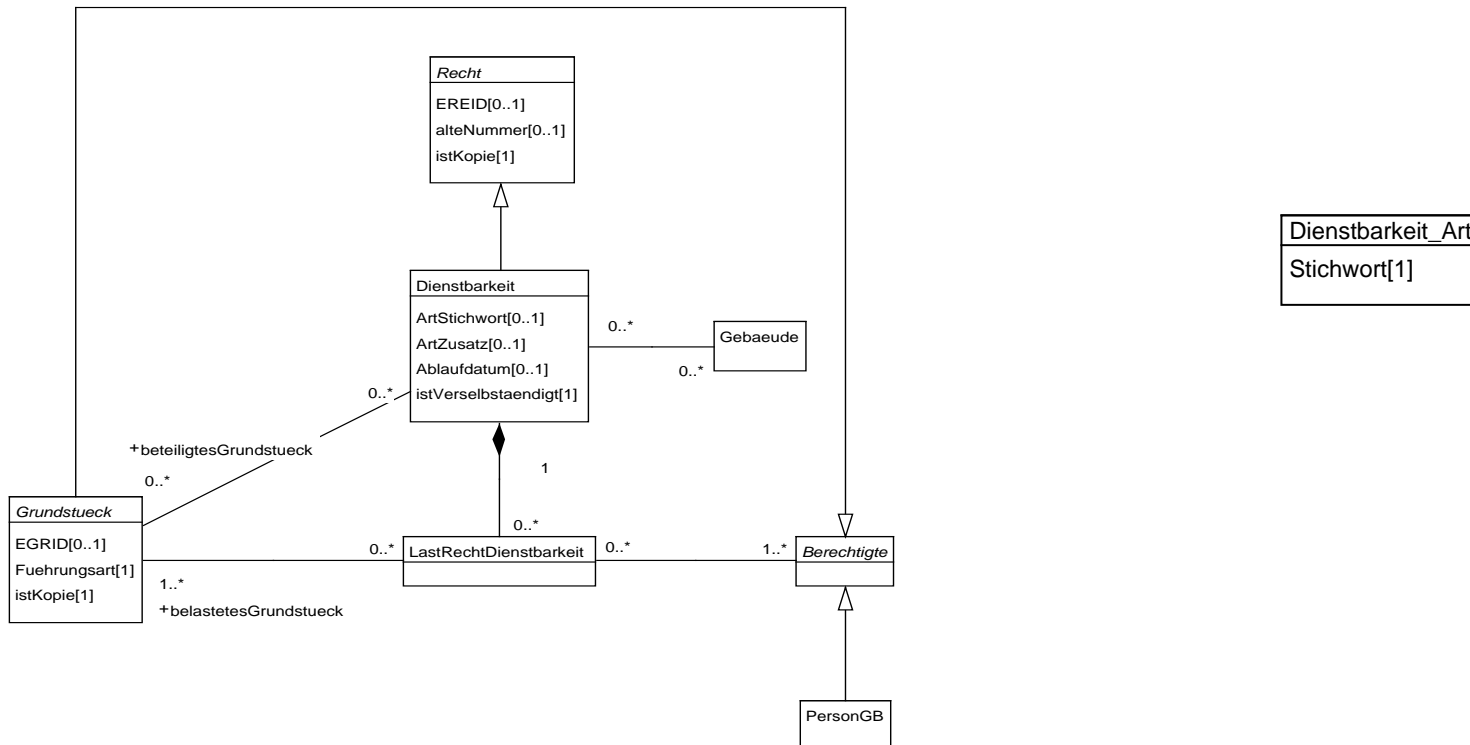 Recht
EREID[0..1]
alteNummer[0..1]
istKopie[1]
Dienstbarkeit_Art
Stichwort[1]
Dienstbarkeit
ArtStichwort[0..1]
ArtZusatz[0..1]
Ablaufdatum[0..1]
istVerselbstaendigt[1]
0..*
Gebaeude
0..*
0..*
+beteiligtesGrundstueck
0..*
1
0..*
Grundstueck
EGRID[0..1]
Fuehrungsart[1]
istKopie[1]
0..*
LastRechtDienstbarkeit
0..*
1..*
Berechtigte
1..*
+belastetesGrundstueck
PersonGB